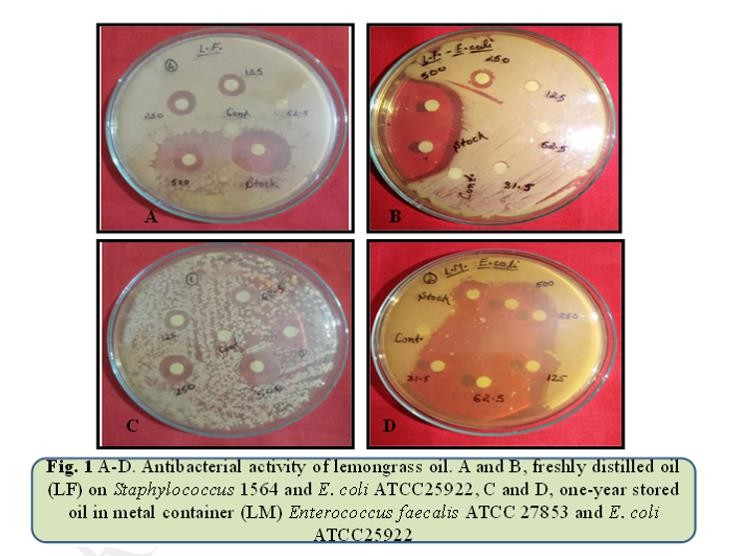 L.F.
4
125
250
Cont
62.5
500
Stock
A
L.F - E.coli
500
250
125
Stock
62.5
Cont.
31.5
B
1
125
Cont
250
500
C
2 L.M. E.coli
Stock
500
250
Cont.
31.5
125
62.5
D
Fig. 1 A-D. Antibacterial activity of lemongrass oil. A and B, freshly distilled oil
(LF) on Staphylococcus 1564 and E. coli ATCC25922, C and D, one-year stored
oil in metal container (LM) Enterococcus faecalis ATCC 27853 and E. coli
ATCC25922